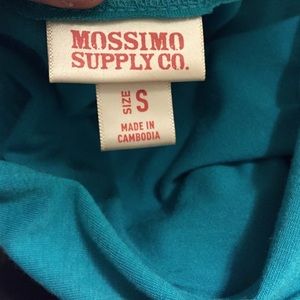 MOSSIMO
SUPPLY CO.
SIZE S
MADE IN
CAMBODIA